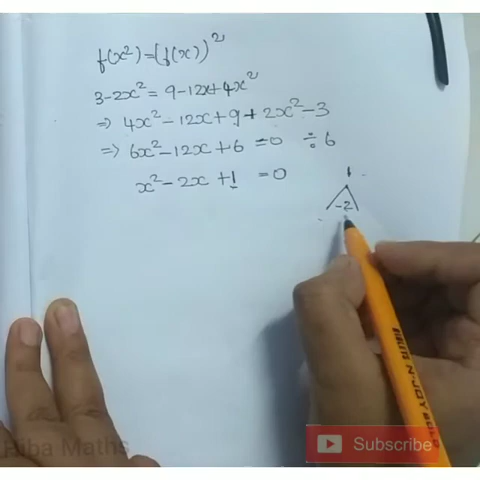 f(x²)=(f(x))²
3-2x² = 9-12x+4x²
⇒ 4x²-12x+9+2x²-3
⇒ 6x²-12x+6 =0 ÷6
x²-2x+1 =0
1
-2
Hiba Maths
Subscribe